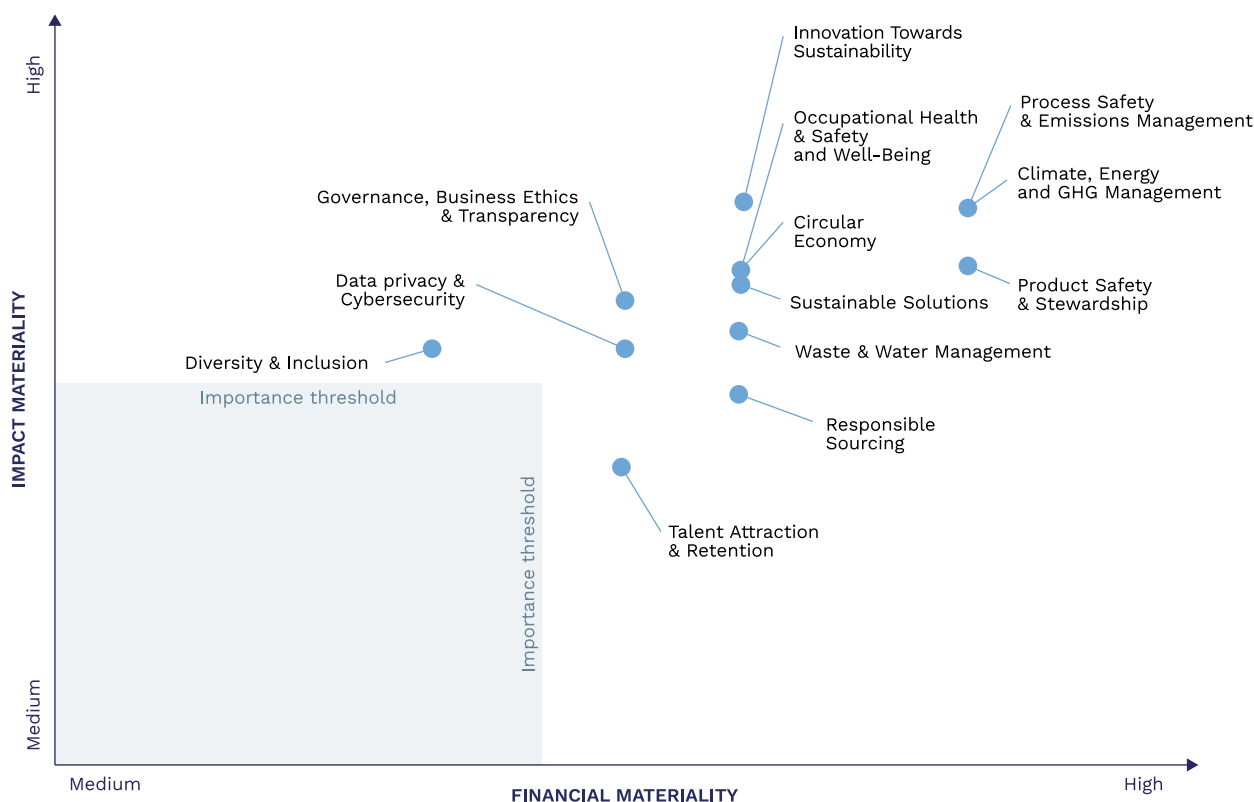 High
Innovation Towards
Sustainability
Process Safety
& Emissions Management
Occupational Health
& Safety
and Well-Being
Climate, Energy
and GHG Management
Governance, Business Ethics
& Transparency
Circular
Economy
Data privacy &
Cybersecurity
Product Safety
& Stewardship
Sustainable Solutions
Waste & Water Management
Diversity & Inclusion
Importance threshold
Responsible
Sourcing
IMPACT MATERIALITY
Importance threshold
Talent Attraction
& Retention
Medium
Medium
FINANCIAL MATERIALITY
High